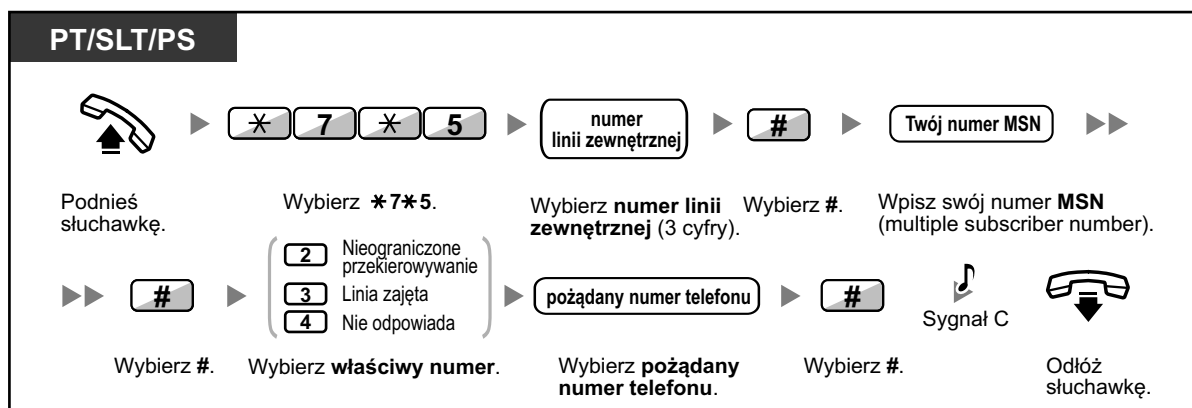 PT/SLT/PS
✳ 7 ✳ 5
numer
linii zewnętrznej
#
Twój numer MSN
Podnieś
słuchawkę.
Wybierz ✳7✳5.
Wybierz numer linii
zewnętrznej (3 cyfry).
Wybierz #.
Wpisz swój numer MSN
(multiple subscriber number).
#
2 Nieograniczone
przekierowywanie
3 Linia zajęta
4 Nie odpowiada
pożądany numer telefonu
#
Sygnał C
Wybierz #.
Wybierz właściwy numer.
Wybierz pożądany
numer telefonu.
Wybierz #.
Odłóż
słuchawkę.